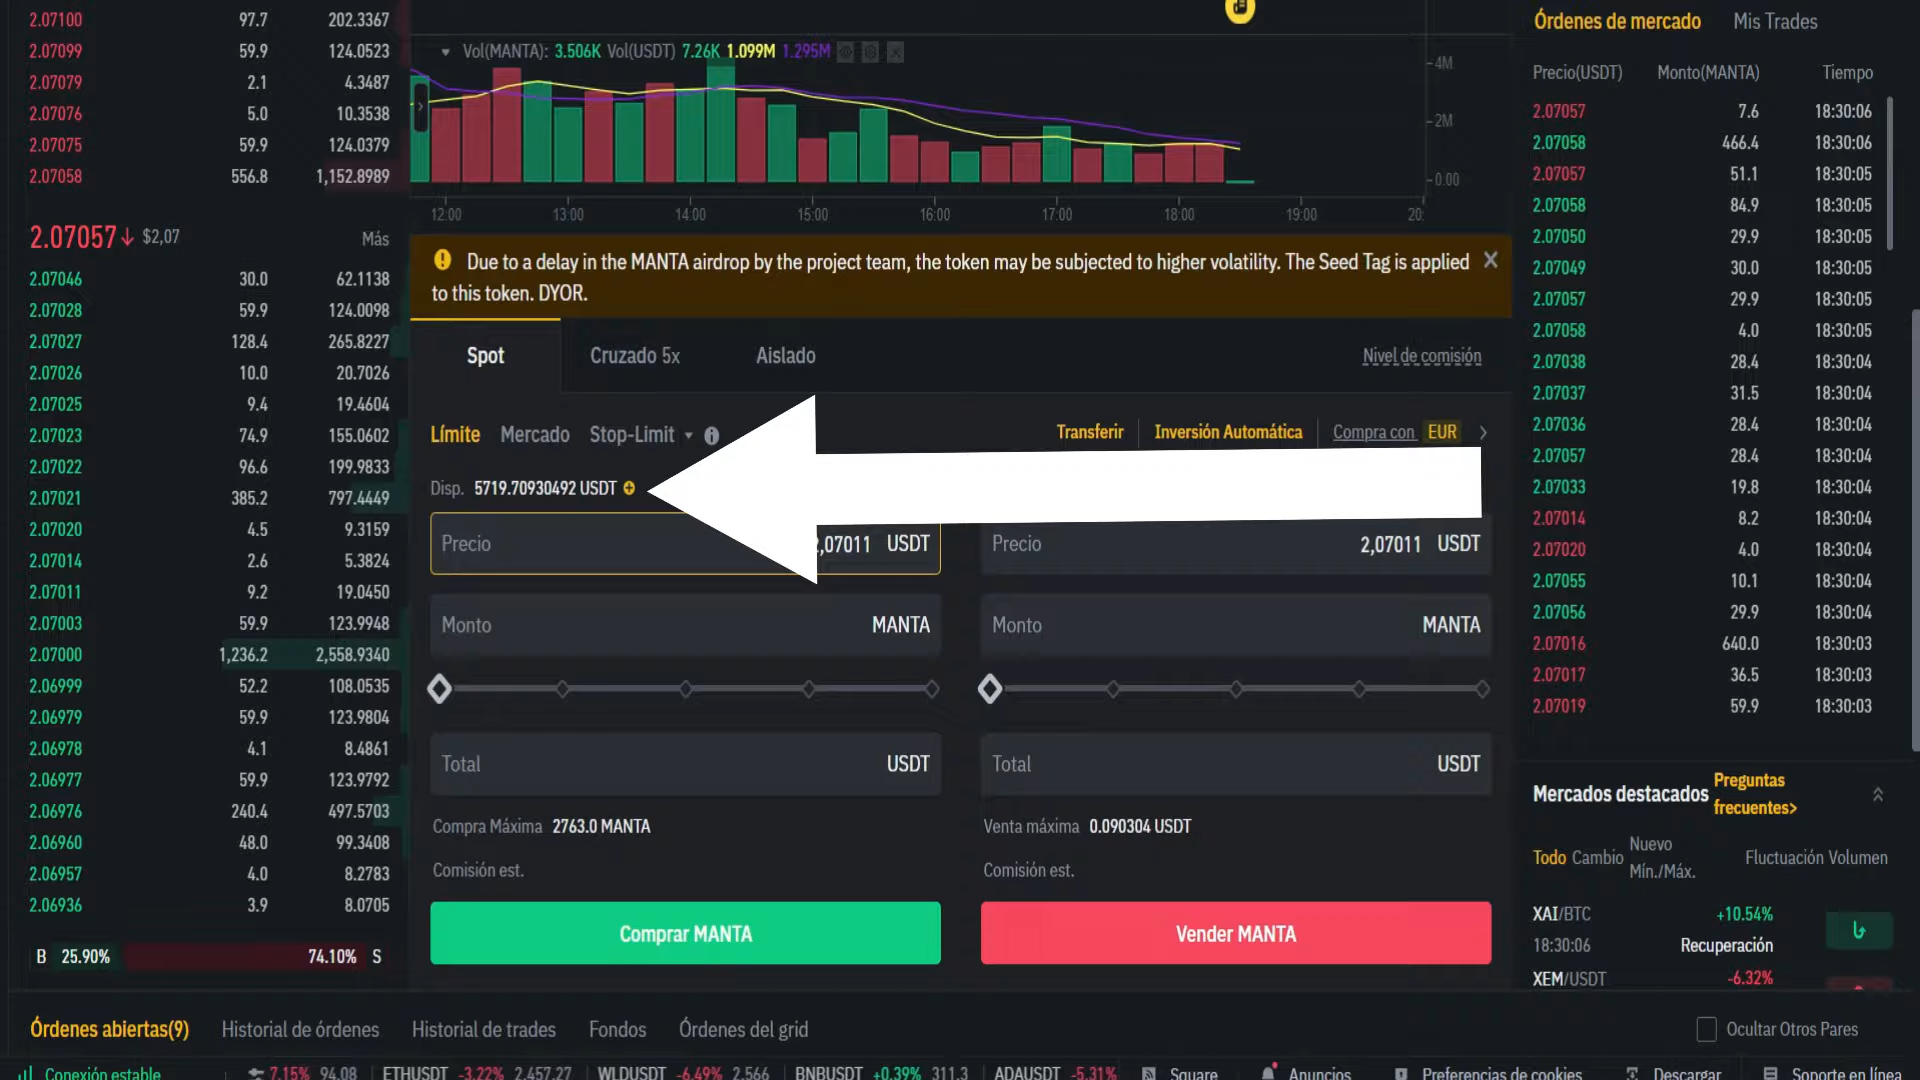 2.07100 97.7 202.3367
2.07099 59.9 124.0523
2.07079 2.1 4.3487
2.07076 5.0 10.3538
2.07075 59.9 124.0379
2.07058 556.8 1,152.8989
2.07057↓ $2,07 Más
2.07046 30.0 62.1138
2.07028 59.9 124.0098
2.07027 128.4 265.8227
2.07026 10.0 20.7026
2.07025 9.4 19.4604
2.07023 74.9 155.0602
2.07022 96.6 199.9833
2.07021 385.2 797.4449
2.07020 4.5 9.3159
2.07014 2.6 5.3824
2.07011 9.2 19.0450
2.07003 59.9 123.9948
2.07000 1,236.2 2,558.9340
2.06999 52.2 108.0535
2.06979 59.9 123.9804
2.06978 4.1 8.4861
2.06977 59.9 123.9792
2.06976 240.4 497.5703
2.06960 48.0 99.3408
2.06957 4.0 8.2783
2.06936 3.9 8.0705
B 25.90% 74.10% S
Vol(MANTA): 3.506K Vol(USDT) 7.26K 1.099M 1.295M
4M
2M
0.00
12:00 13:00 14:00 15:00 16:00 17:00 18:00 19:00 20:
Due to a delay in the MANTA airdrop by the project team, the token may be subjected to higher volatility. The Seed Tag is applied
to this token. DYOR.
Spot Cruzado 5x Aislado Nivel de comisión
Límite Mercado Stop-Limit Transferir Inversión Automática Compra con EUR
Disp. 5719.70930492 USDT
Precio ,07011 USDT
Monto MANTA
Total USDT
Compra Máxima 2763.0 MANTA
Comisión est.
Comprar MANTA
Precio 2,07011 USDT
Monto MANTA
Total USDT
Venta máxima 0.090304 USDT
Comisión est.
Vender MANTA
Órdenes de mercado Mis Trades
Precio(USDT) Monto(MANTA) Tiempo
2.07057 7.6 18:30:06
2.07058 466.4 18:30:06
2.07057 51.1 18:30:05
2.07058 84.9 18:30:05
2.07050 29.9 18:30:05
2.07049 30.0 18:30:05
2.07057 29.9 18:30:05
2.07058 4.0 18:30:05
2.07038 28.4 18:30:04
2.07037 31.5 18:30:04
2.07036 28.4 18:30:04
2.07057 28.4 18:30:04
2.07033 19.8 18:30:04
2.07014 8.2 18:30:04
2.07020 4.0 18:30:04
2.07055 10.1 18:30:04
2.07056 29.9 18:30:04
2.07016 640.0 18:30:03
2.07017 36.5 18:30:03
2.07019 59.9 18:30:03
Mercados destacados Preguntas
frecuentes>
Todo Cambio Nuevo
Mín./Máx. Fluctuación Volumen
XAI/BTC +10.54%
18:30:06 Recuperación
XEM/USDT -6.32%
Órdenes abiertas(9) Historial de órdenes Historial de trades Fondos Órdenes del grid Ocultar Otros Pares
Conexión estable 7.15% 94.08 ETHUSDT -3.22% 2,457.27 WLDUSDT -6.49% 2.566 BNBUSDT +0.39% 311.3 ADAUSDT -5.31% Square Anuncios Preferencias de cookies Descargar Soporte en línea